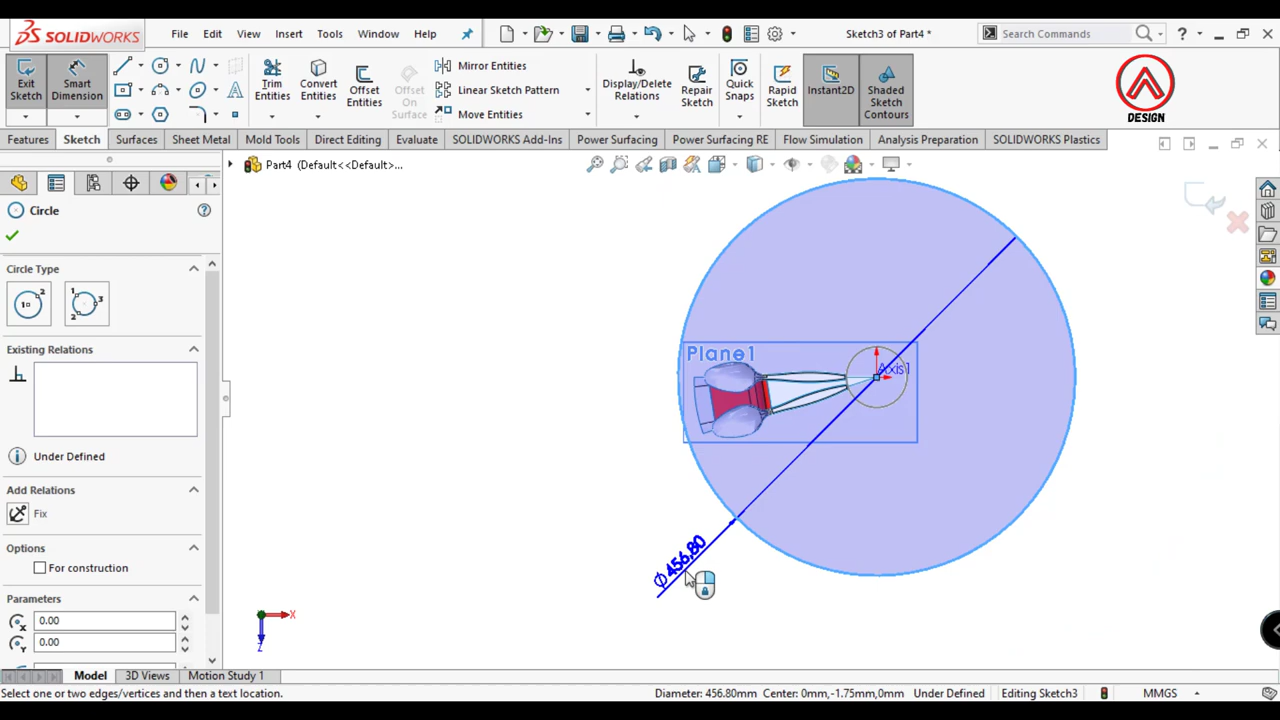 SOLIDWORKS File Edit View Insert Tools Window Help Sketch3 of Part4 * Search Commands ?
Exit Sketch Smart Dimension Trim Entities Convert Entities Offset Entities Offset On Surface Mirror Entities Linear Sketch Pattern Move Entities Display/Delete Relations Repair Sketch Quick Snaps Rapid Sketch Instant2D Shaded Sketch Contours
DESIGN
Features Sketch Surfaces Sheet Metal Mold Tools Direct Editing Evaluate SOLIDWORKS Add-Ins Power Surfacing Power Surfacing RE Flow Simulation Analysis Preparation SOLIDWORKS Plastics
Part4 (Default<<Default>...
Circle
Circle Type
Existing Relations
Under Defined
Add Relations
Fix
Options
For construction
Parameters
0.00
0.00
Plane1
Axis1
Ø456,80
X
Z
Model 3D Views Motion Study 1
Select one or two edges/vertices and then a text location. Diameter: 456.80mm Center: 0mm,-1.75mm,0mm Under Defined Editing Sketch3 MMGS